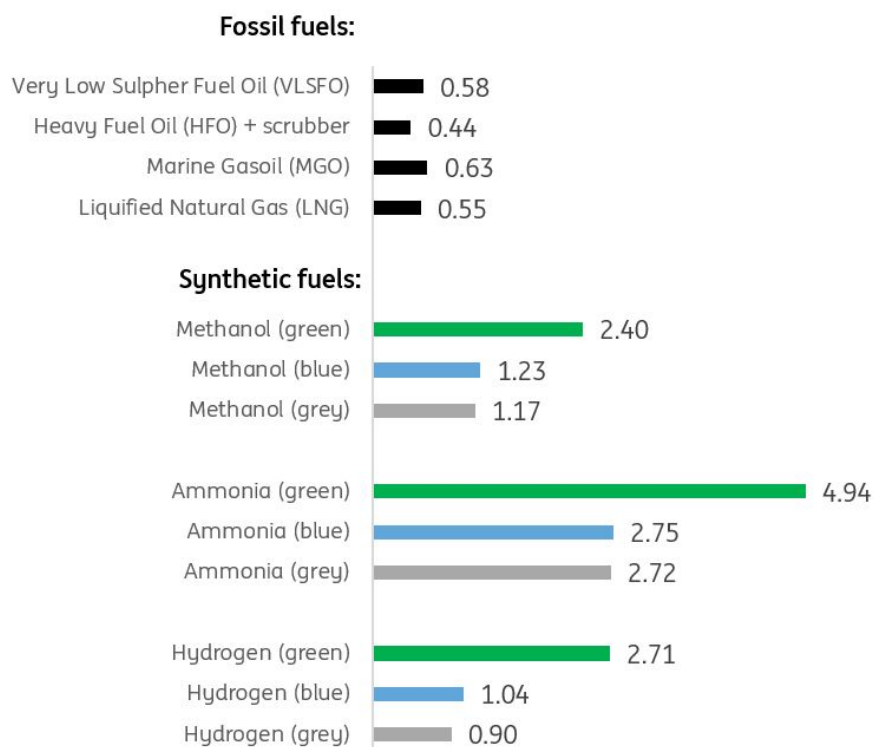 Fossil fuels:
Very Low Sulpher Fuel Oil (VLSFO) 0.58
Heavy Fuel Oil (HFO) + scrubber 0.44
Marine Gasoil (MGO) 0.63
Liquified Natural Gas (LNG) 0.55
Synthetic fuels:
Methanol (green) 2.40
Methanol (blue) 1.23
Methanol (grey) 1.17
Ammonia (green) 4.94
Ammonia (blue) 2.75
Ammonia (grey) 2.72
Hydrogen (green) 2.71
Hydrogen (blue) 1.04
Hydrogen (grey) 0.90